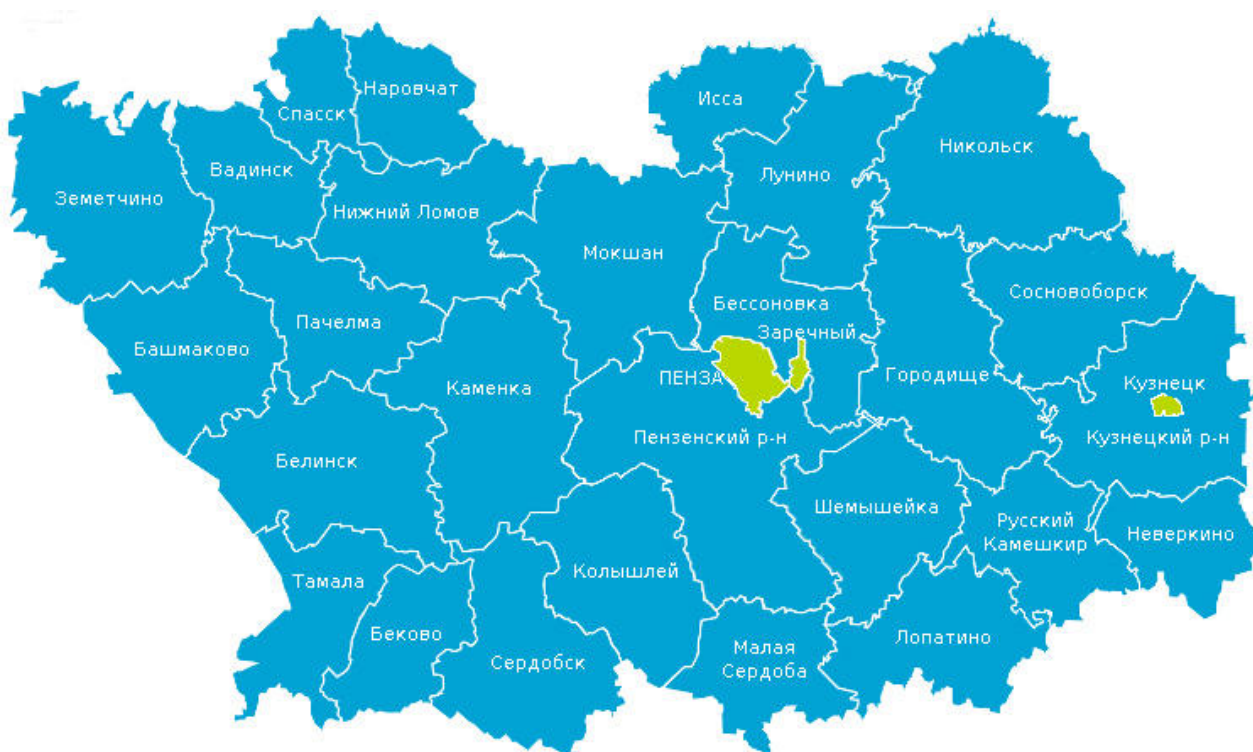 Наровчат
Спасск
Исса
Никольск
Вадинск
Лунино
Земетчино
Нижний Ломов
Мокшан
Сосновоборск
Бессоновка
Пачелма
Заречный
Башмаково
ПЕНЗА
Городище
Каменка
Кузнецк
Пензенский р-н
Кузнецкий р-н
Белинск
Шемышейка
Русский
Камешкир
Неверкино
Колышлей
Тамала
Беково
Лопатино
Малая
Сердоба
Сердобск